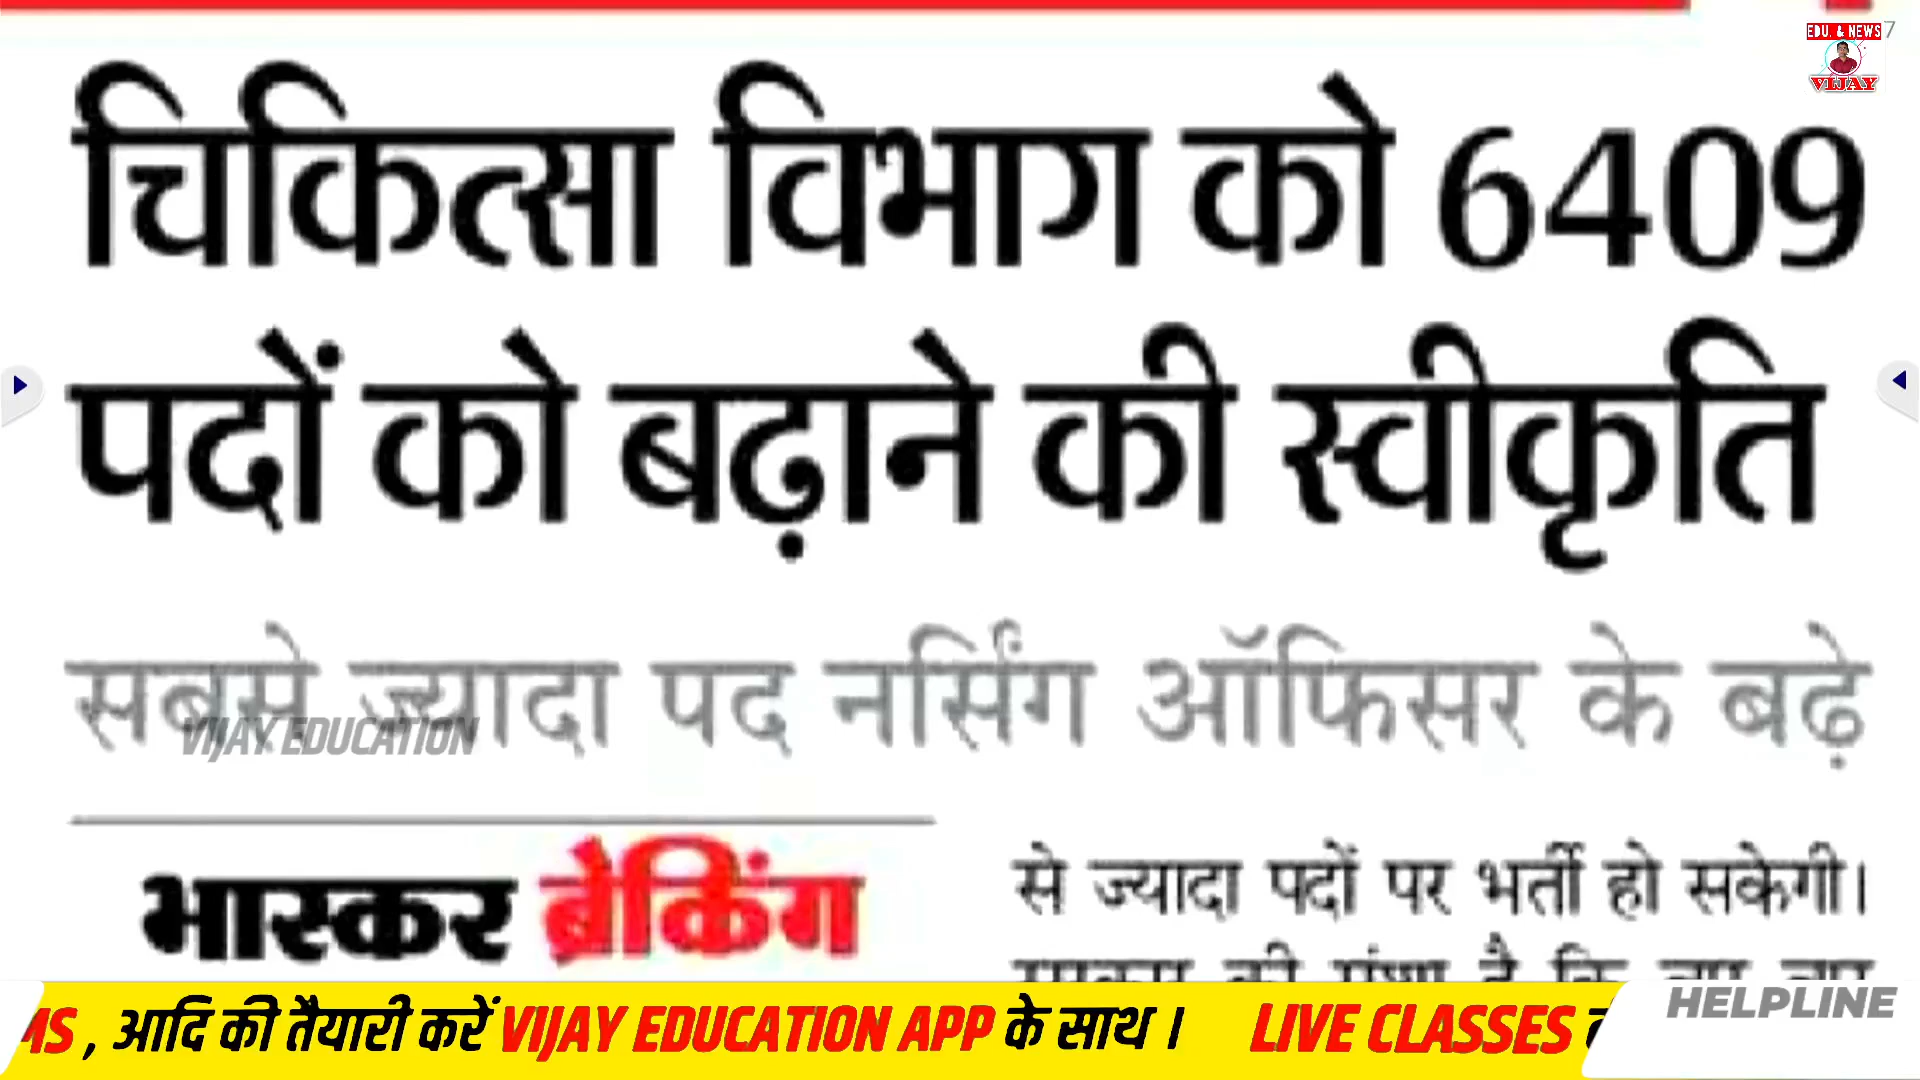 EDU. & NEWS 7
VIJAY
चिकित्सा विभाग को 6409
पदों को बढ़ाने की स्वीकृति
सबसे ज्यादा पद नर्सिंग ऑफिसर के बढ़े
VIJAY EDUCATION
भास्कर ब्रेकिंग
से ज्यादा पदों पर भर्ती हो सकेगी।
MS , आदि की तैयारी करें VIJAY EDUCATION APP के साथ । LIVE CLASSES
HELPLINE